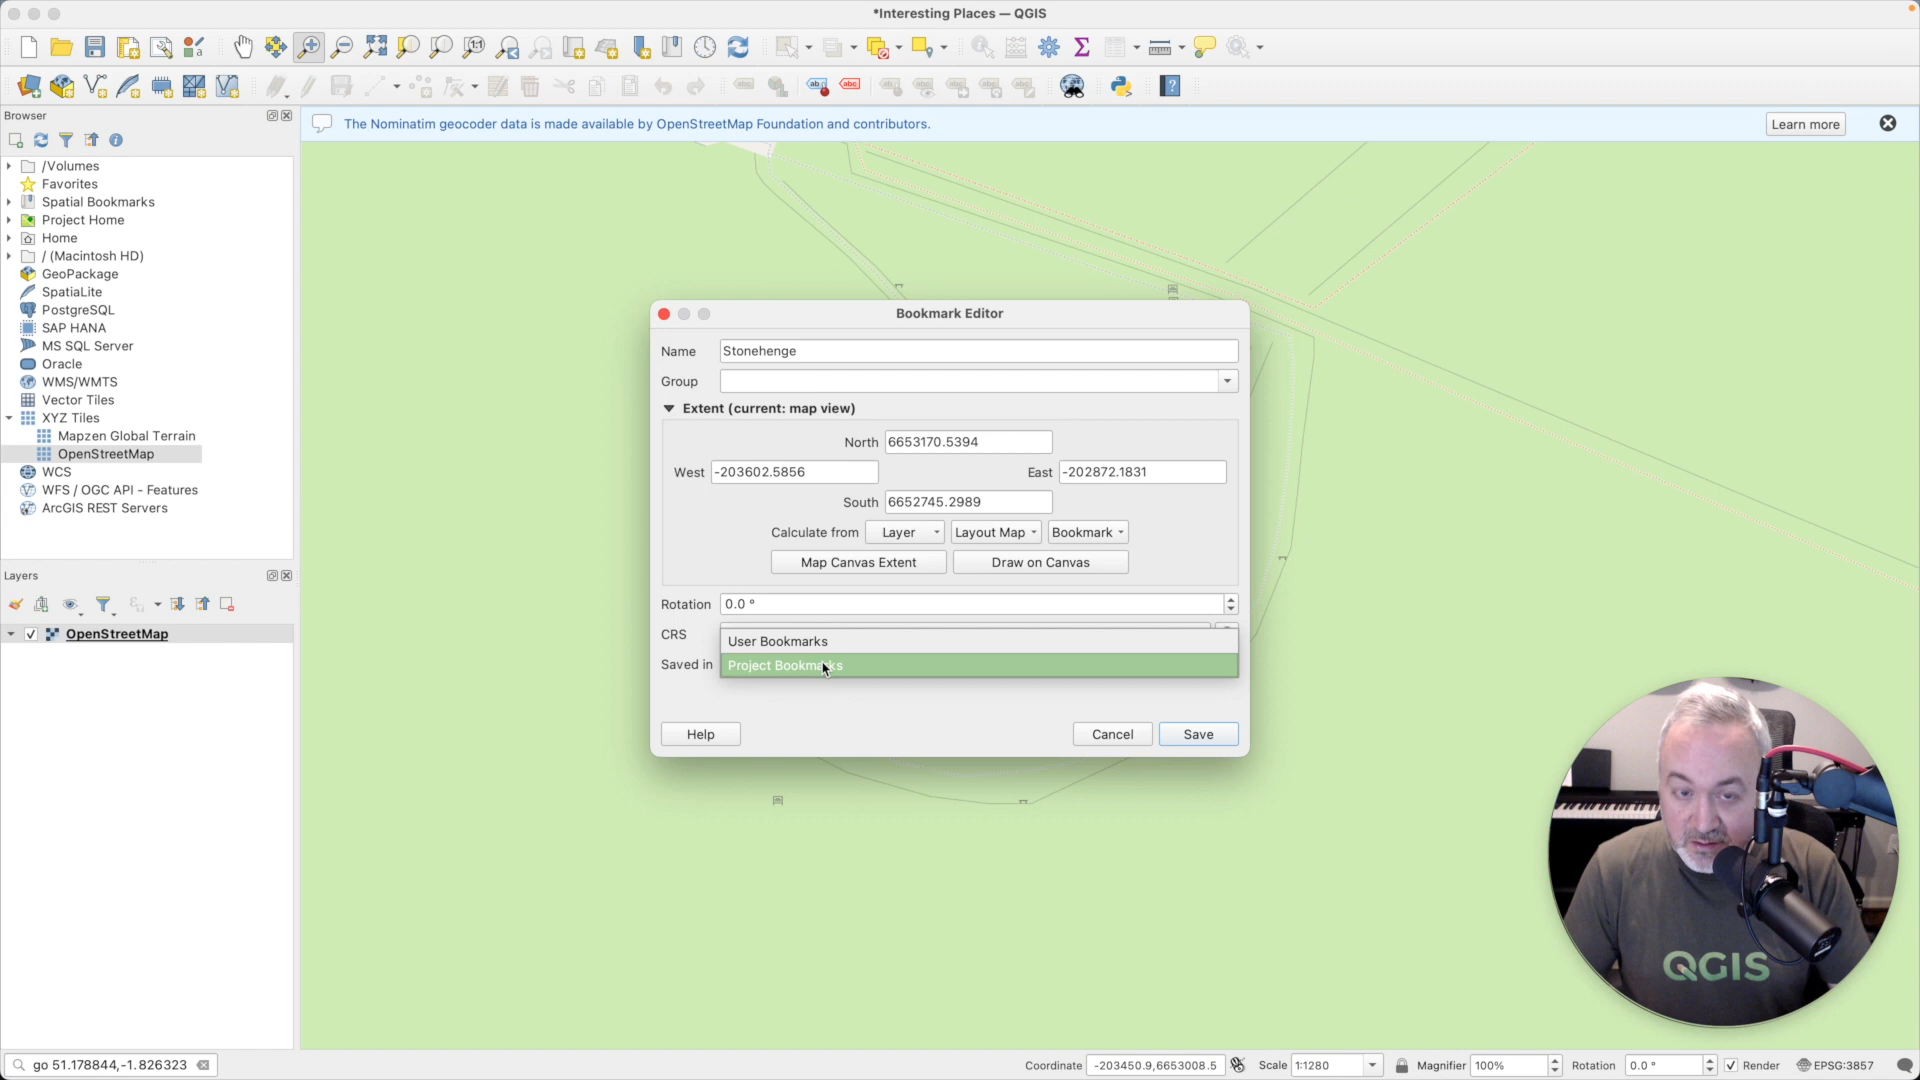 *Interesting Places — QGIS
Browser
The Nominatim geocoder data is made available by OpenStreetMap Foundation and contributors.
Learn more
/Volumes
Favorites
Spatial Bookmarks
Project Home
Home
/ (Macintosh HD)
GeoPackage
SpatiaLite
PostgreSQL
SAP HANA
MS SQL Server
Oracle
WMS/WMTS
Vector Tiles
XYZ Tiles
Mapzen Global Terrain
OpenStreetMap
WCS
WFS / OGC API - Features
ArcGIS REST Servers
Layers
OpenStreetMap
Bookmark Editor
Name Stonehenge
Group
Extent (current: map view)
North 6653170.5394
West -203602.5856 East -202872.1831
South 6652745.2989
Calculate from Layer Layout Map Bookmark
Map Canvas Extent Draw on Canvas
Rotation 0.0 °
CRS
User Bookmarks
Saved in Project Bookmarks
Help Cancel Save
QGIS
go 51.178844,-1.826323
Coordinate -203450.9,6653008.5 Scale 1:1280 Magnifier 100% Rotation 0.0 ° Render EPSG:3857